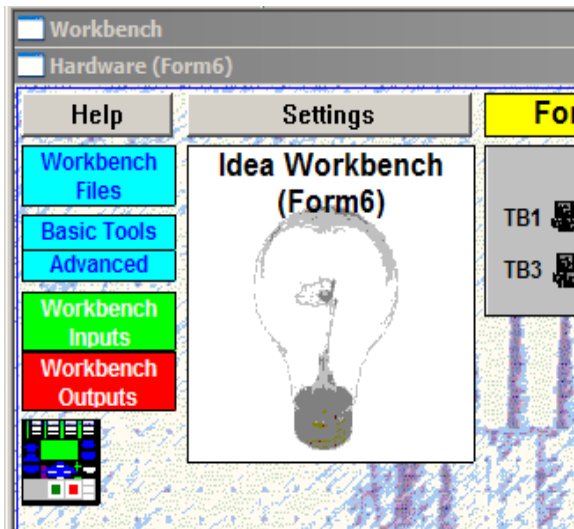 Workbench
Hardware (Form6)
Help
Settings
For
Workbench
Files
Basic Tools
Advanced
Workbench
Inputs
Workbench
Outputs
Idea Workbench
(Form6)
TB1
TB3